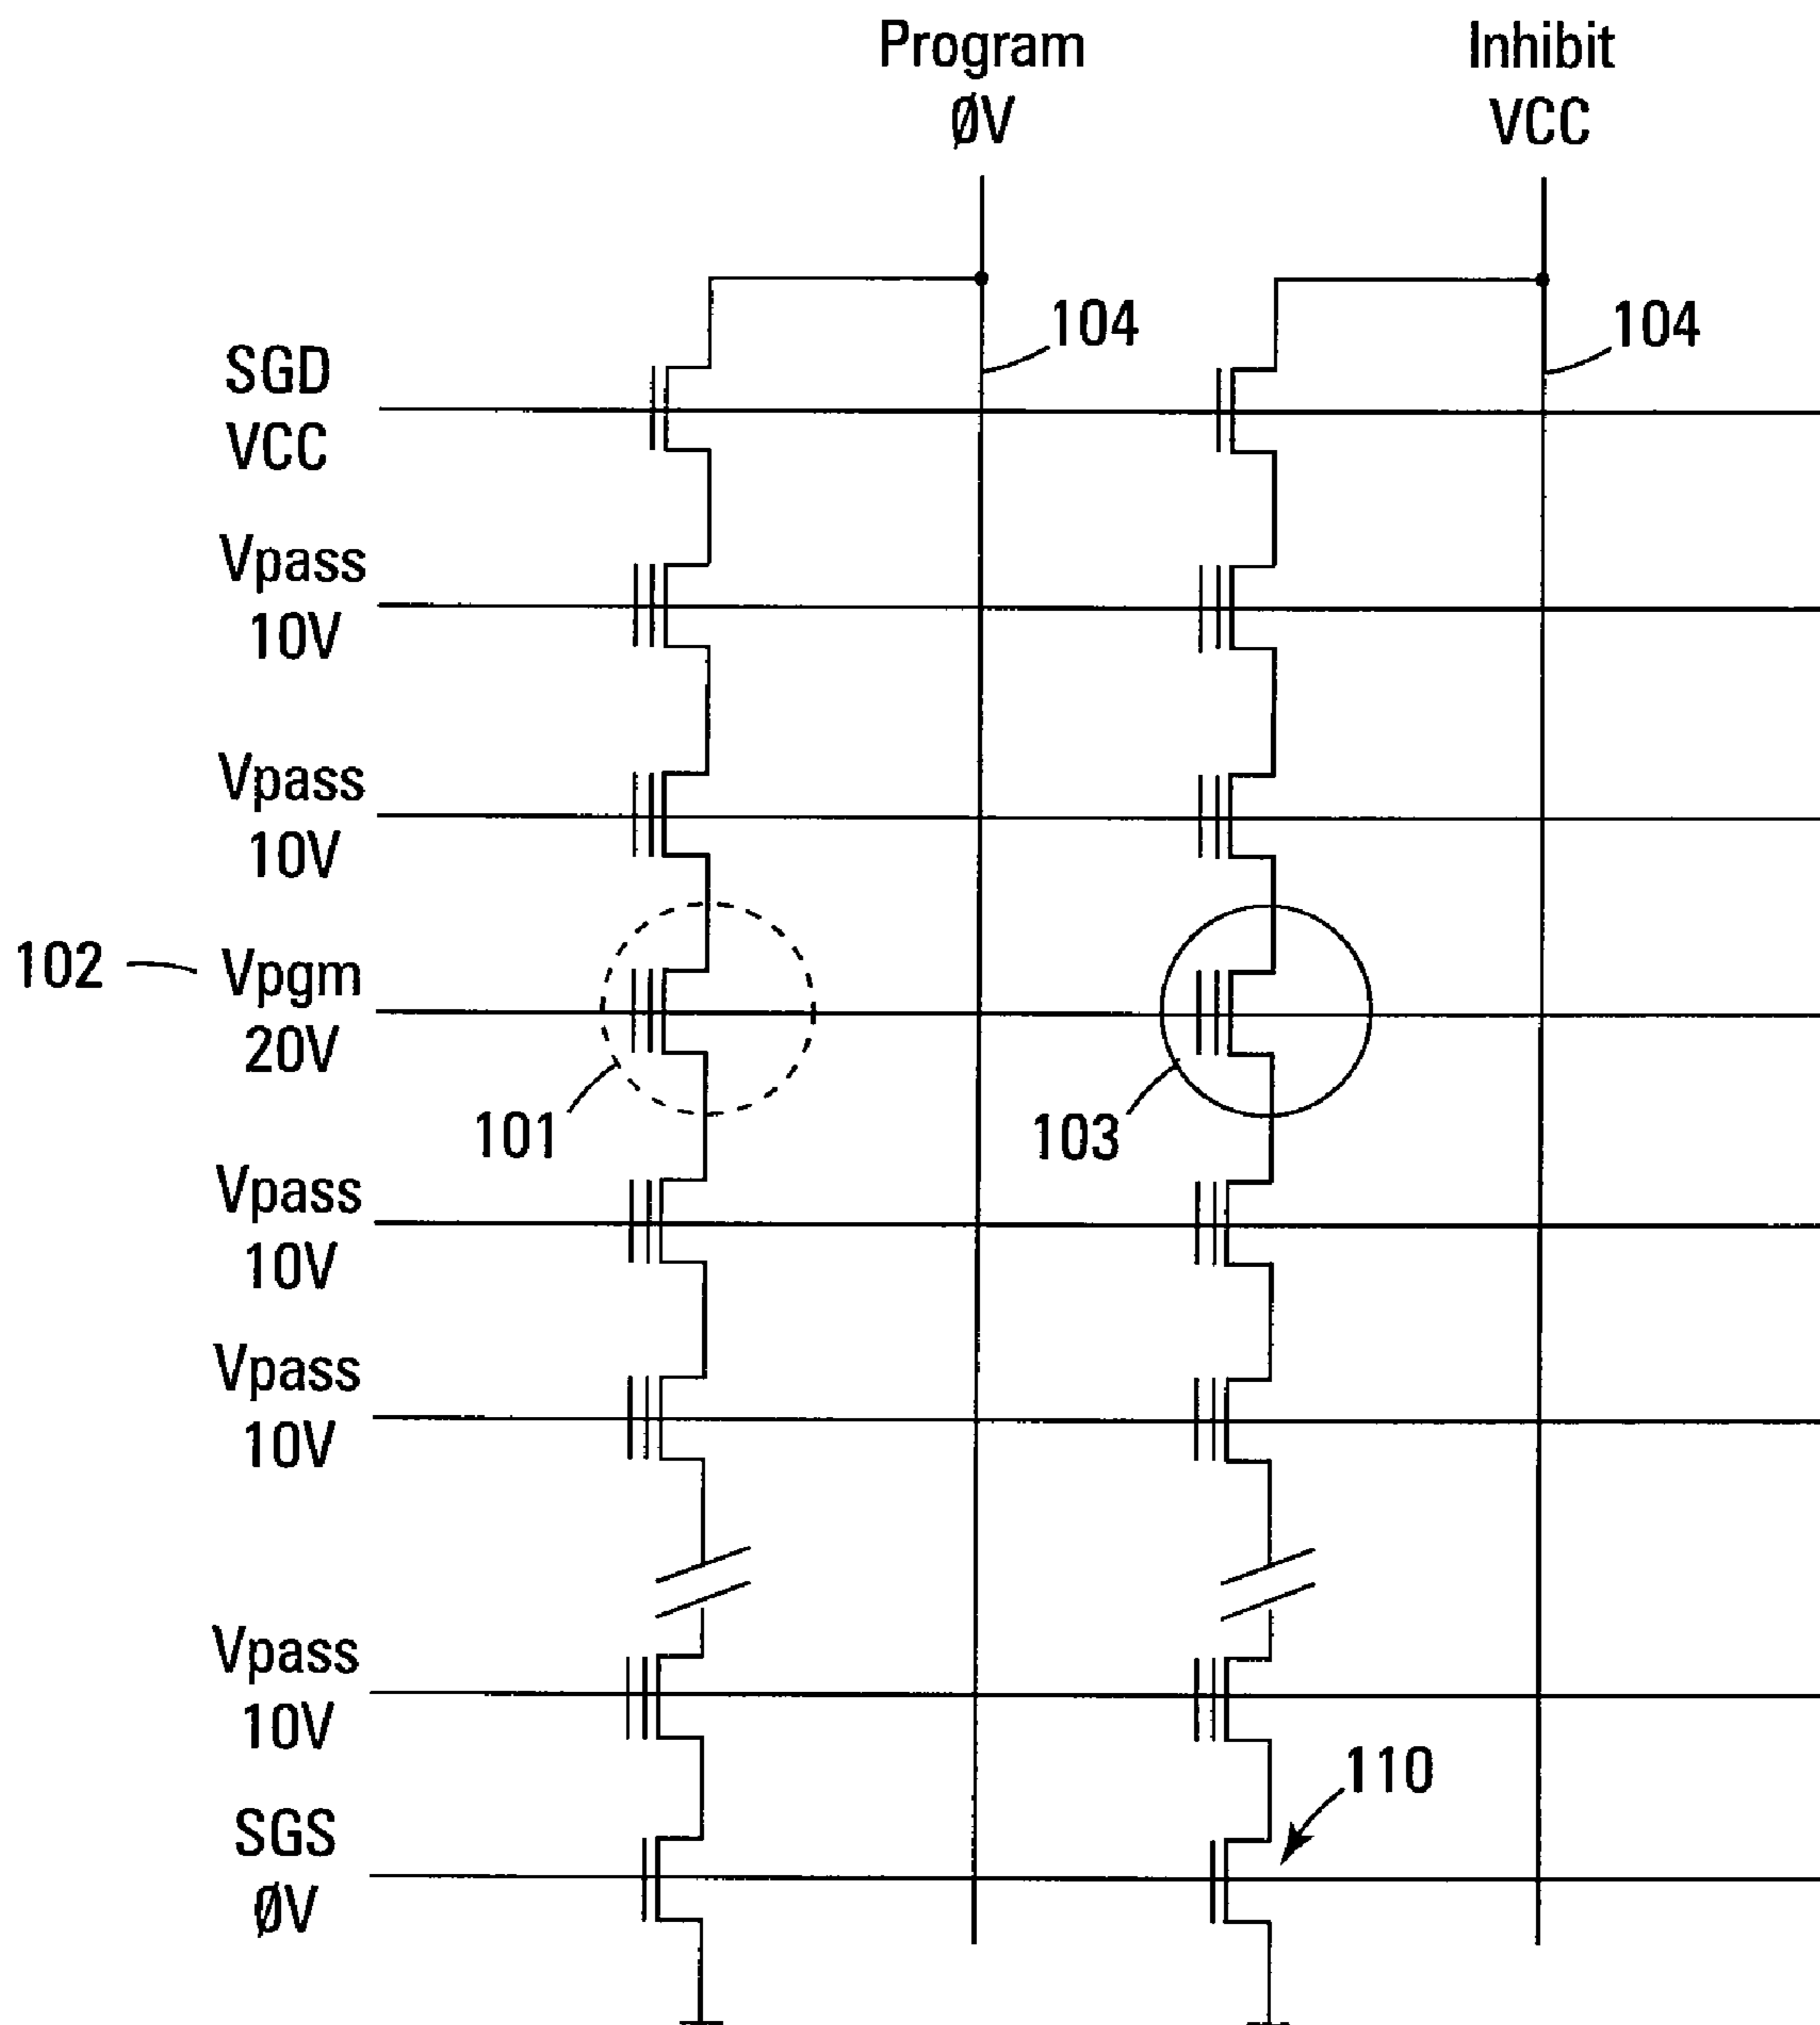 Program
ØV
Inhibit
VCC
104
104
SGD
VCC
Vpass
10V
Vpass
10V
102
Vpgm
20V
101
103
Vpass
10V
Vpass
10V
Vpass
10V
110
SGS
ØV